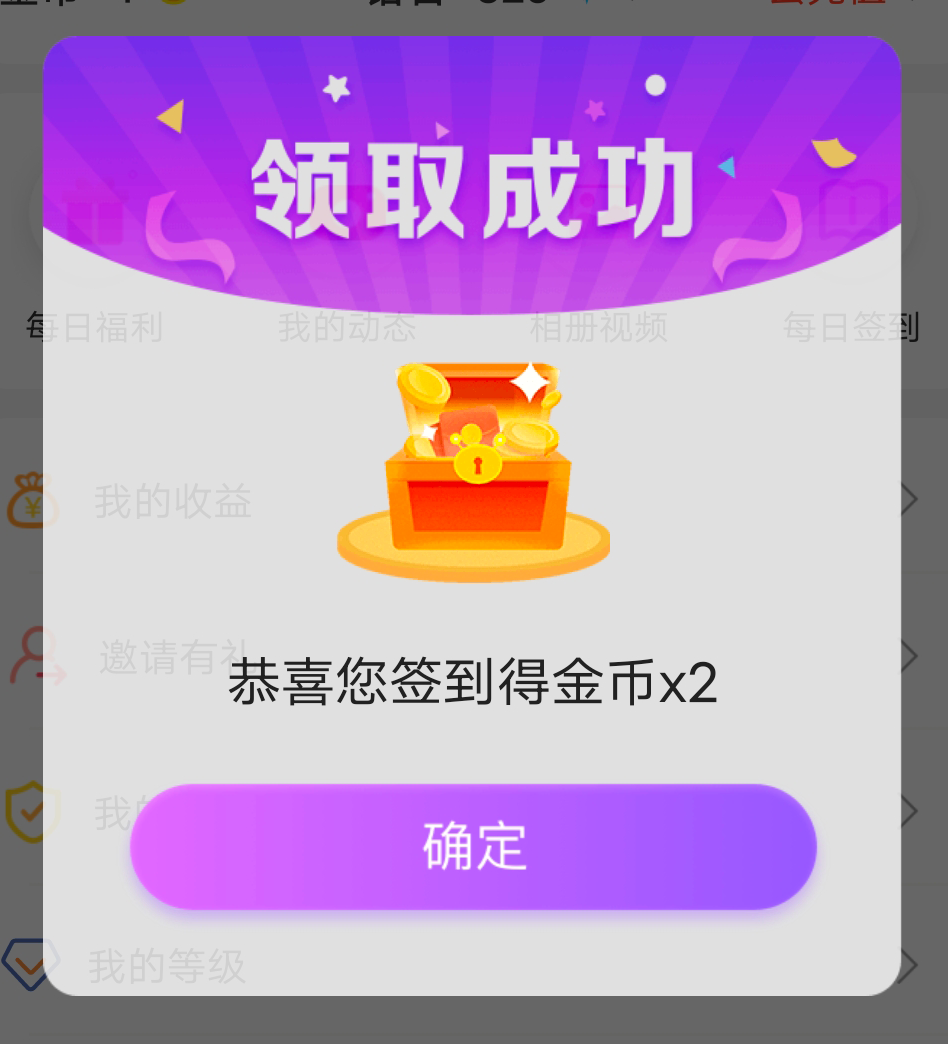 领取成功
每日福利 我的动态 相册视频 每日签到
我的收益
邀请有礼
恭喜您签到得金币x2
我的
确定
我的等级